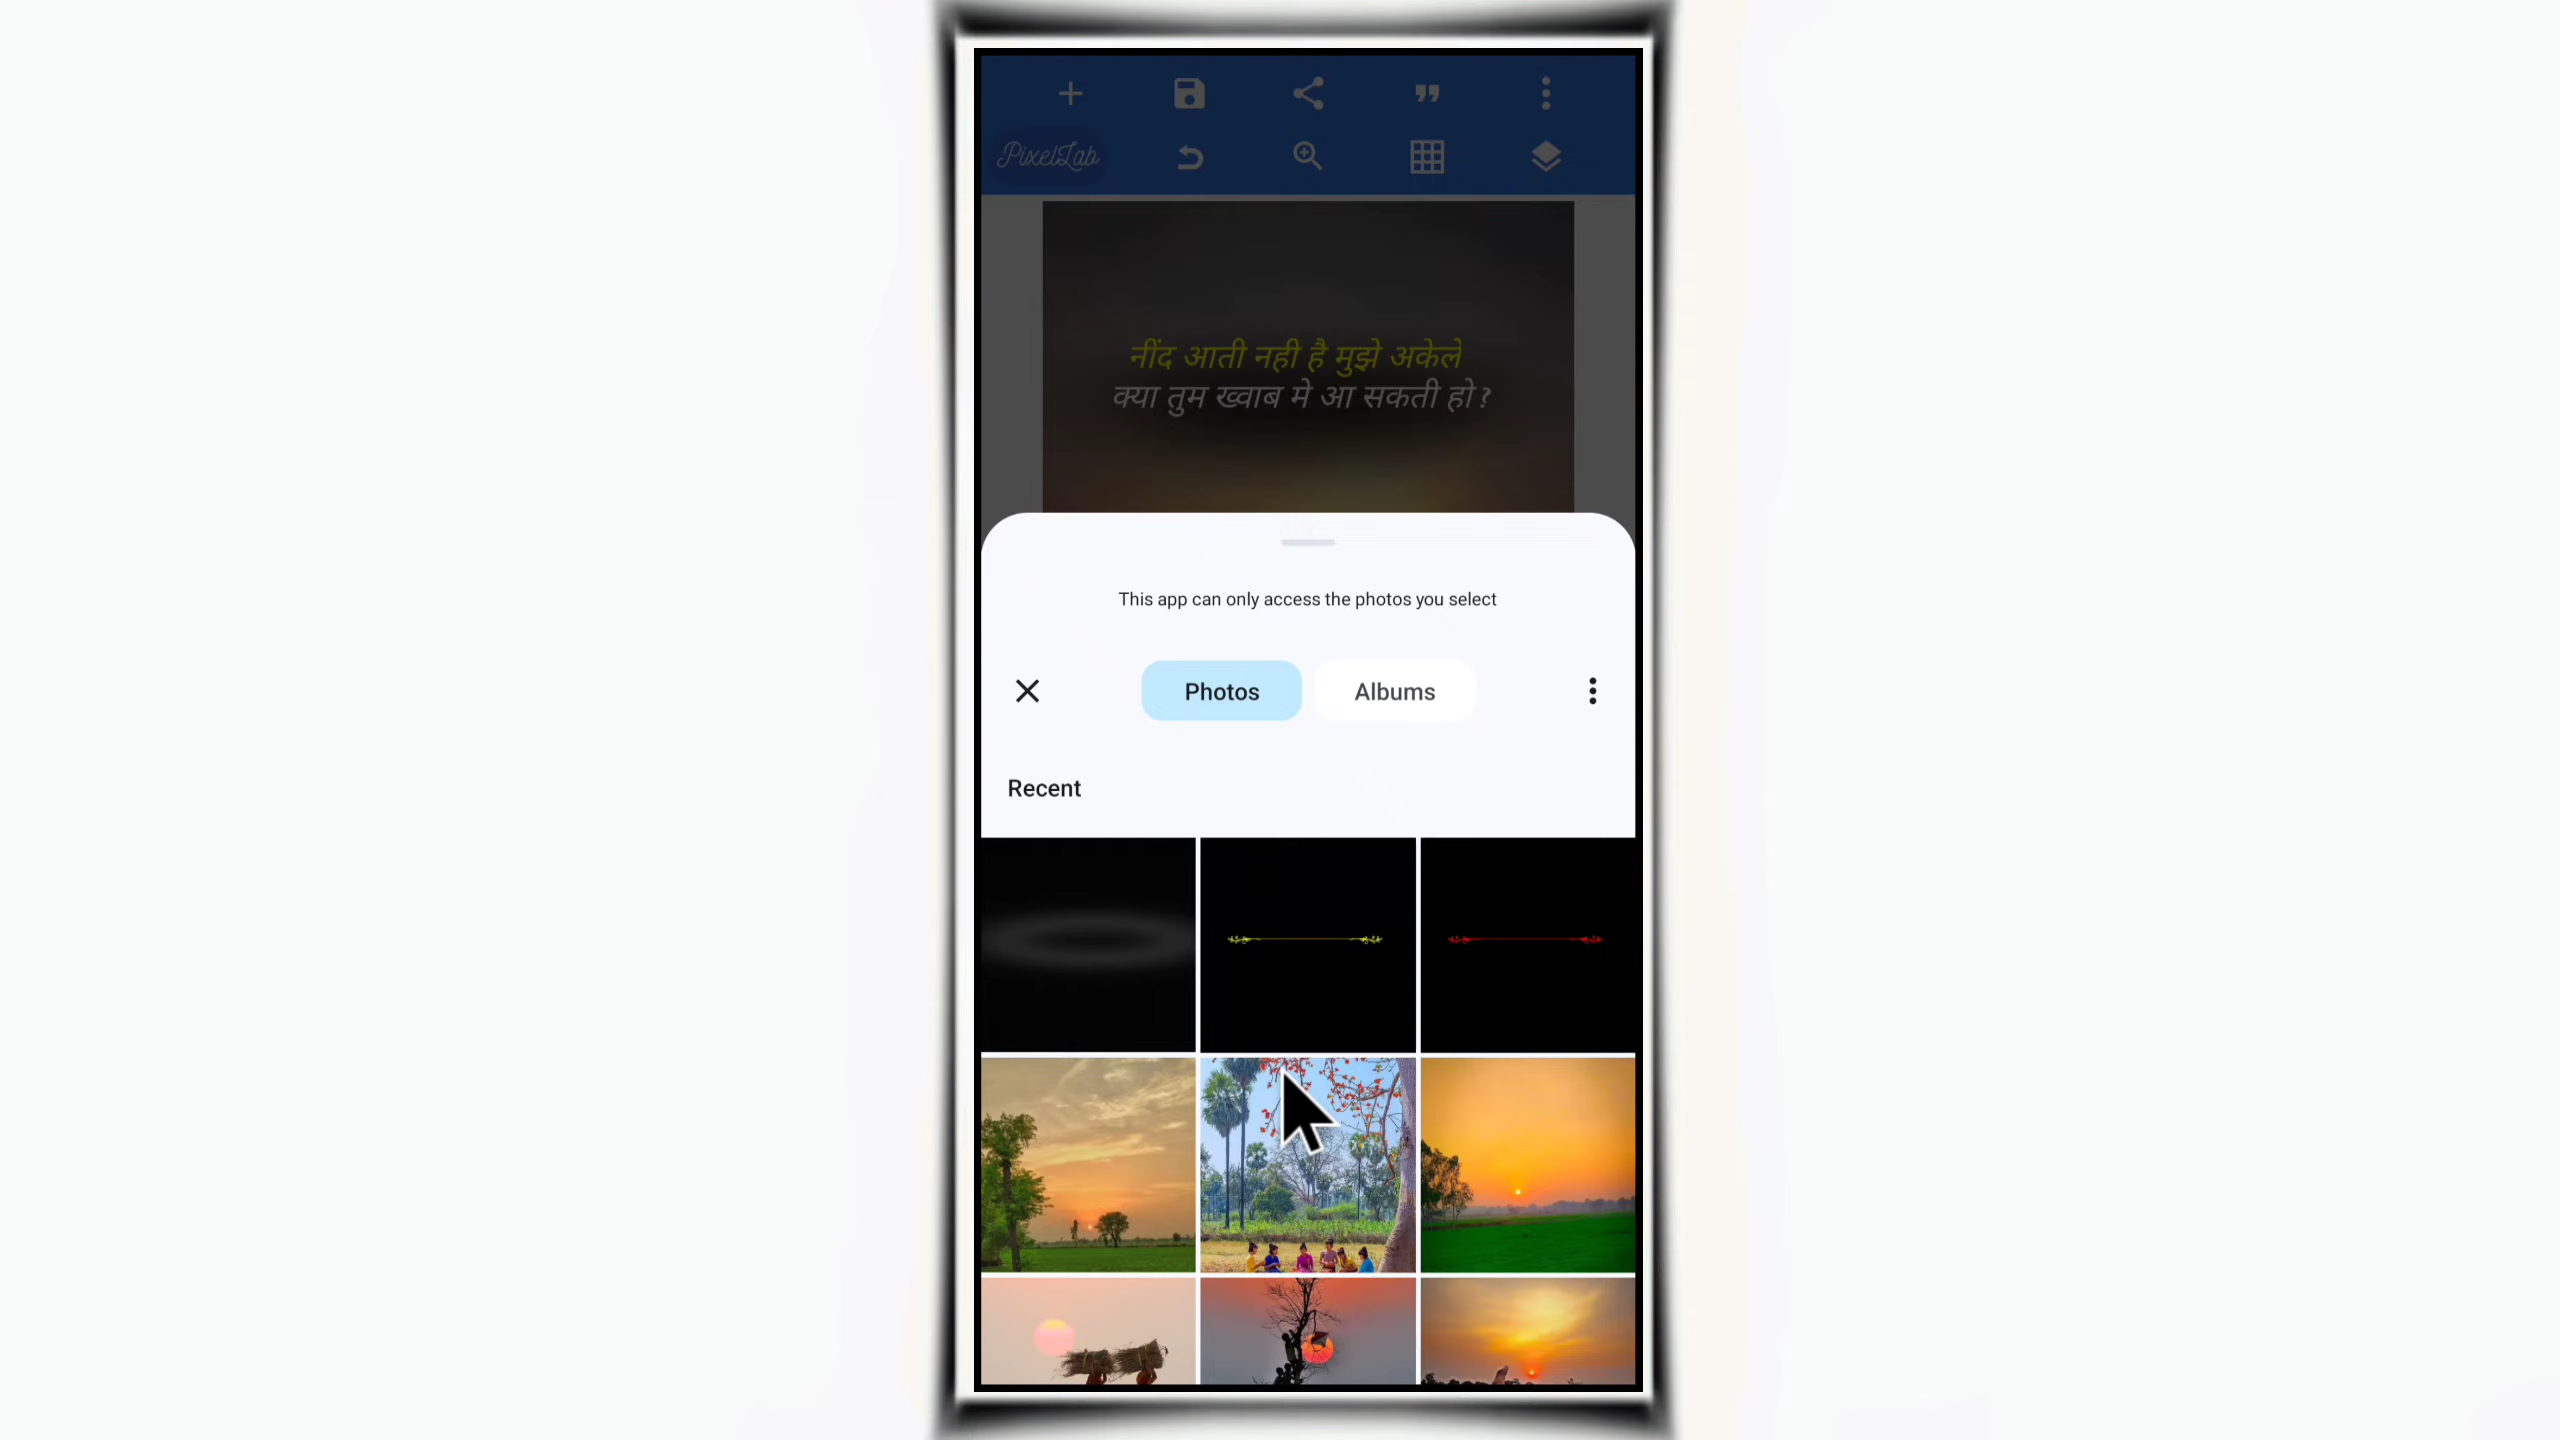 PixelLab
नींद आती नही है मुझे अकेले
क्या तुम ख्वाब मे आ सकती हो?
This app can only access the photos you select
Photos
Albums
Recent